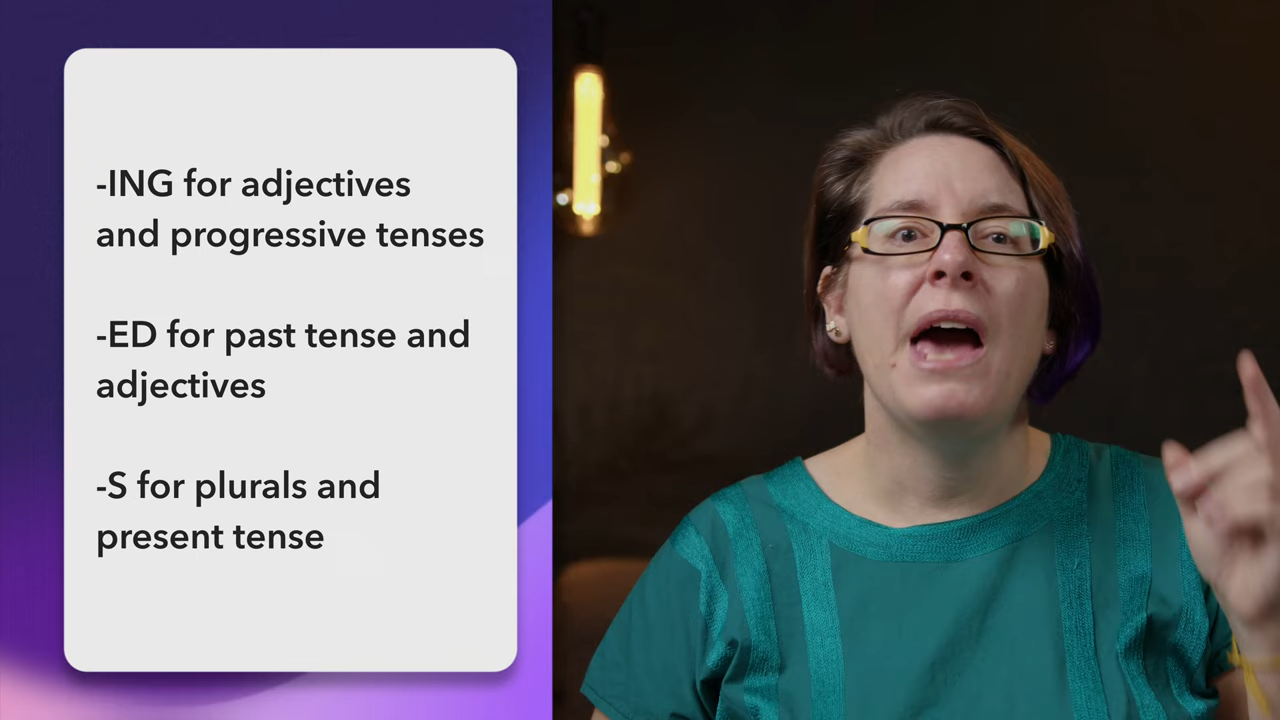 -ING for adjectives
and progressive tenses
-ED for past tense and
adjectives
-S for plurals and
present tense